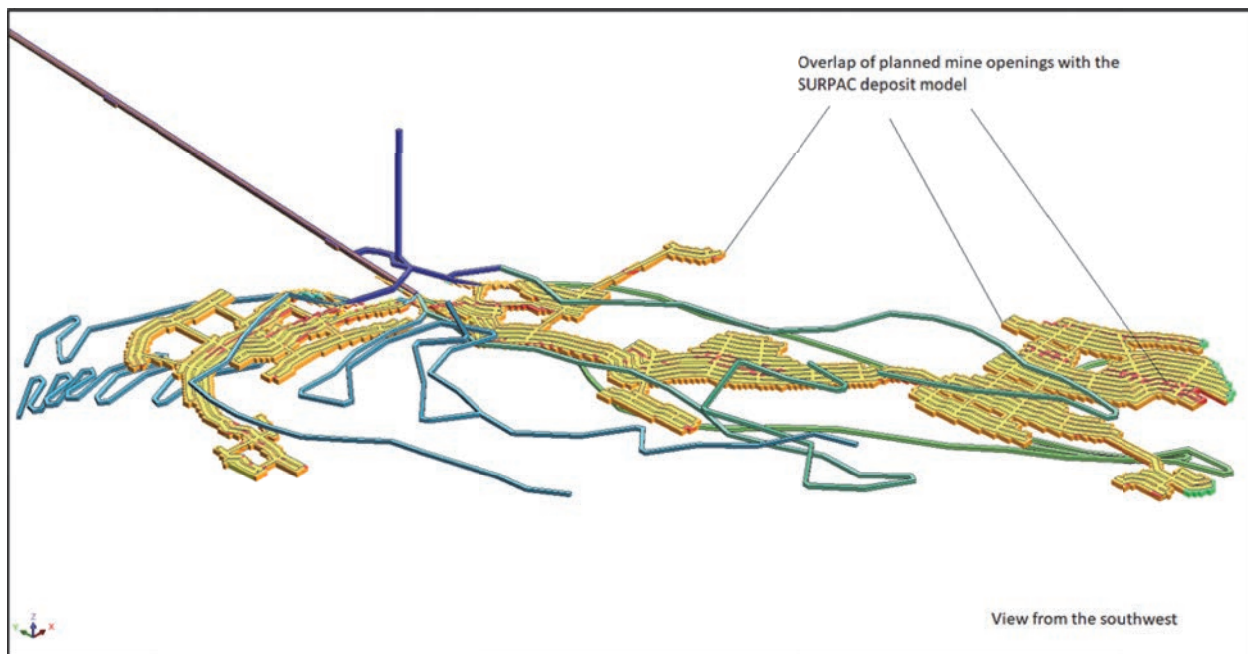 Overlap of planned mine openings with the
SURPAC deposit model
View from the southwest
Z
Y
X